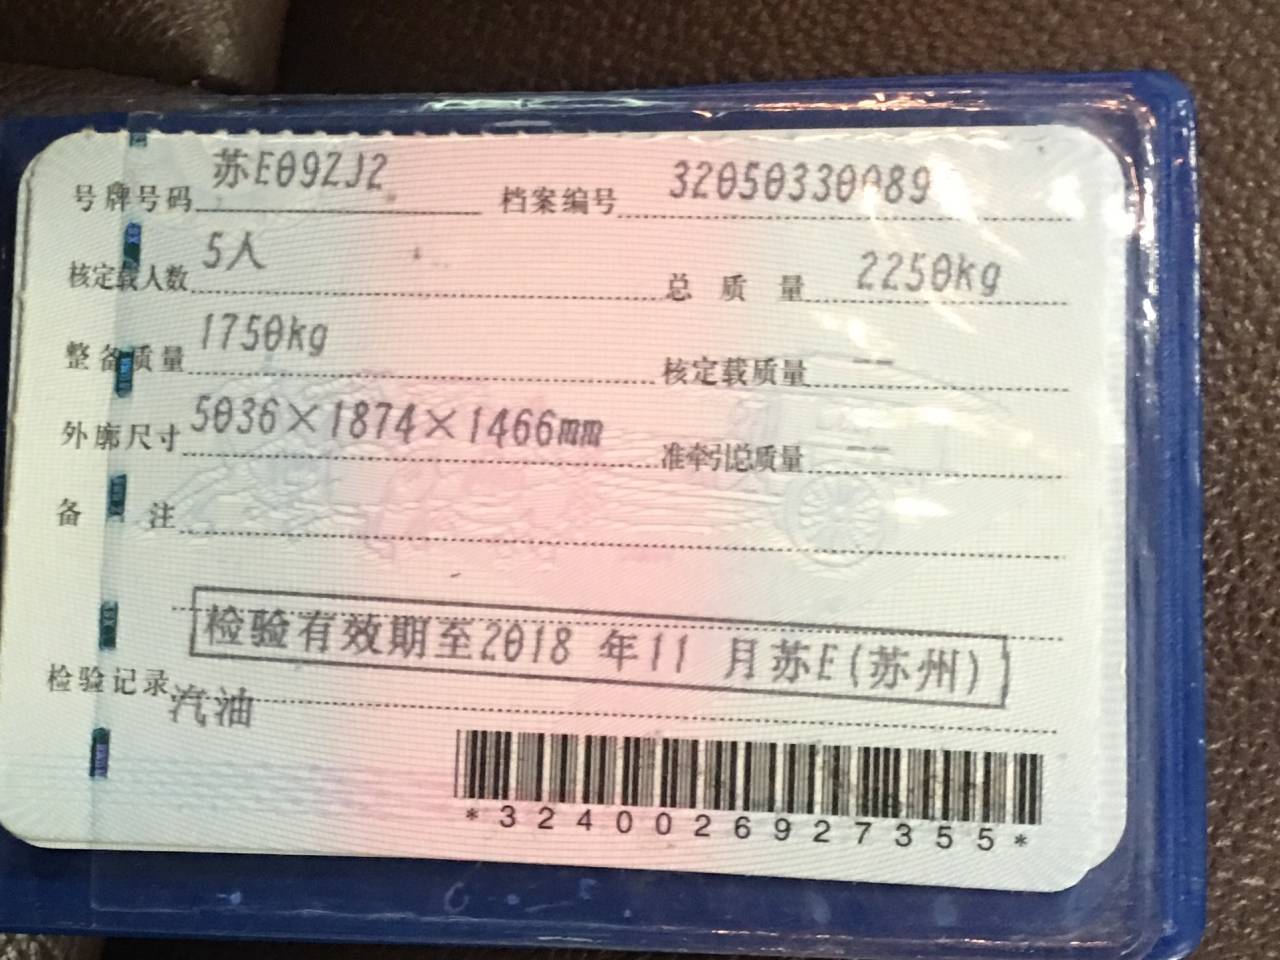 号牌号码 苏E09ZJ2 档案编号 320503300089
核定载人数 5人 总质量 2250kg
整备质量 1750kg 核定载质量 --
外廓尺寸 5036×1874×1466mm 准牵引总质量 --
备注
检验有效期至2018 年11 月苏E(苏州)
检验记录
汽油
*3240026927355*